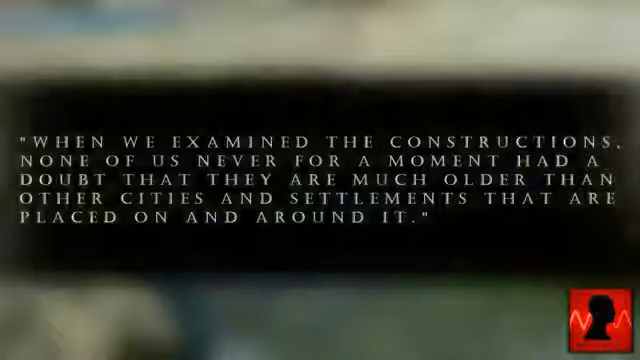 "WHEN WE EXAMINED THE CONSTRUCTIONS,
NONE OF US NEVER FOR A MOMENT HAD A
DOUBT THAT THEY ARE MUCH OLDER THAN
OTHER CITIES AND SETTLEMENTS THAT ARE
PLACED ON AND AROUND IT."